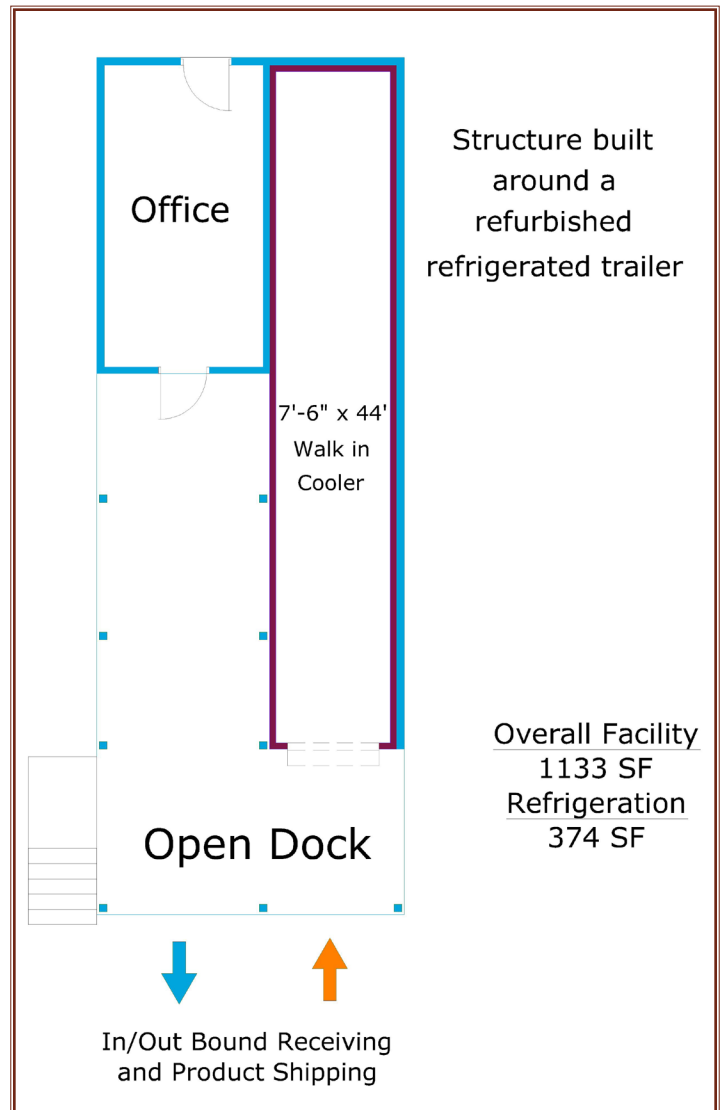 Structure built
around a
refurbished
refrigerated trailer
Office
7'-6" x 44'
Walk in
Cooler
Overall Facility
1133 SF
Refrigeration
374 SF
Open Dock
In/Out Bound Receiving
and Product Shipping